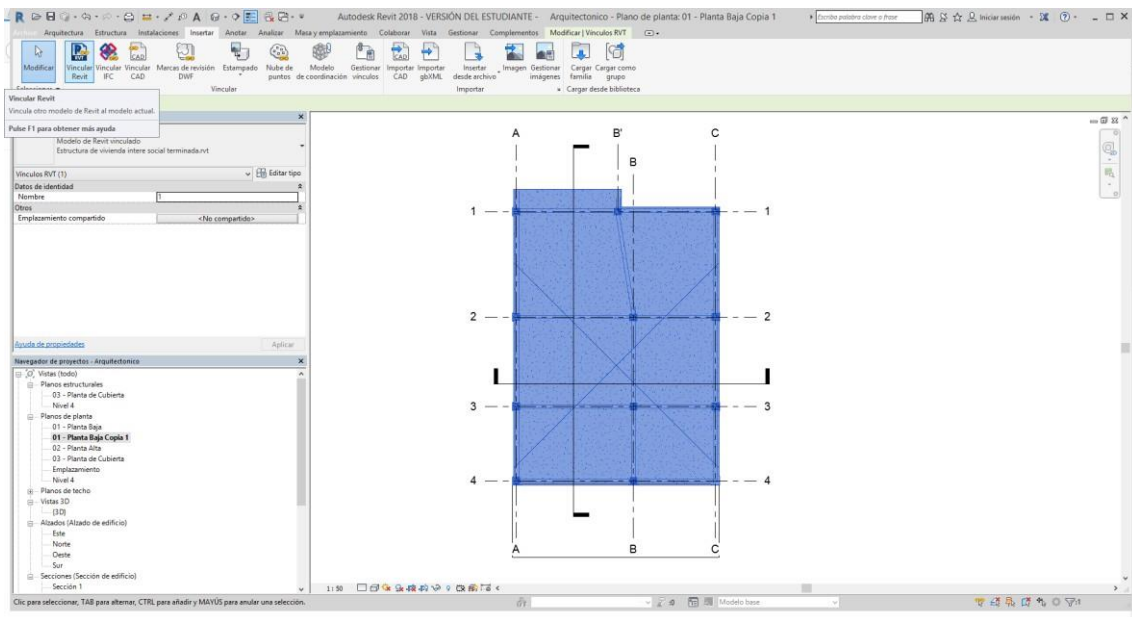 Autodesk Revit 2018 - VERSIÓN DEL ESTUDIANTE - Arquitectonico - Plano de planta: 01 - Planta Baja Copia 1
Escriba palabra clave o frase
Iniciar sesión
Archivo Arquitectura Estructura Instalaciones Insertar Anotar Analizar Masa y emplazamiento Colaborar Vista Gestionar Complementos Modificar | Vínculos RVT
Modificar
Vincular Revit
Vincular IFC
Vincular CAD
Marcas de revisión DWF
Estampado
Nube de puntos
Modelo de coordinación
Gestionar vínculos
Importar CAD
Importar gbXML
Insertar desde archivo
Imagen
Gestionar imágenes
Cargar familia
Cargar como grupo
Vincular
Importar
Cargar desde biblioteca
Vincular Revit
Vincula otro modelo de Revit al modelo actual.
Pulse F1 para obtener más ayuda
Modelo de Revit vinculado
Estructura de vivienda intere social terminada.rvt
Vínculos RVT (1)
Editar tipo
Datos de identidad
Nombre 1
Otros
Emplazamiento compartido <No compartido>
Ayuda de propiedades
Aplicar
Navegador de proyectos - Arquitectonico
Vistas (todo)
Planos estructurales
03 - Planta de Cubierta
Nivel 4
Planos de planta
01 - Planta Baja
01 - Planta Baja Copia 1
02 - Planta Alta
03 - Planta de Cubierta
Emplazamiento
Nivel 4
Planos de techo
Vistas 3D
{3D}
Alzados (Alzado de edificio)
Este
Norte
Oeste
Sur
Secciones (Sección de edificio)
Sección 1
A B' C
B
1 1
2 2
3 3
4 4
A B C
1 : 50
Clic para seleccionar, TAB para alternar, CTRL para añadir y MAYÚS para anular una selección.
:0
Modelo base
:1